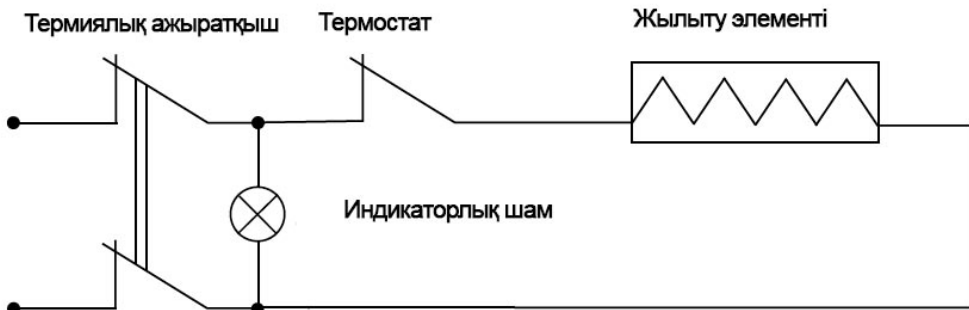 Термиялық ажыратқыш
Термостат
Жылыту элементі
Индикаторлық шам